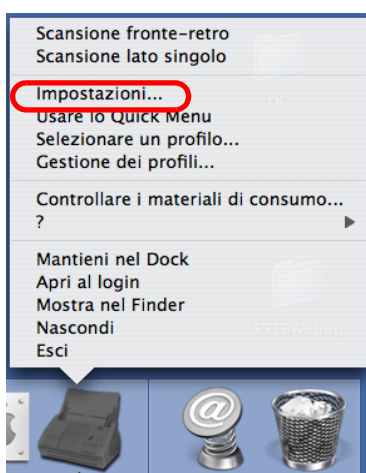 Scansione fronte-retro
Scansione lato singolo
Impostazioni...
Usare lo Quick Menu
Selezionare un profilo...
Gestione dei profili...
Controllare i materiali di consumo...
?
Mantieni nel Dock
Apri al login
Mostra nel Finder
Nascondi
S510Webup
Esci
@